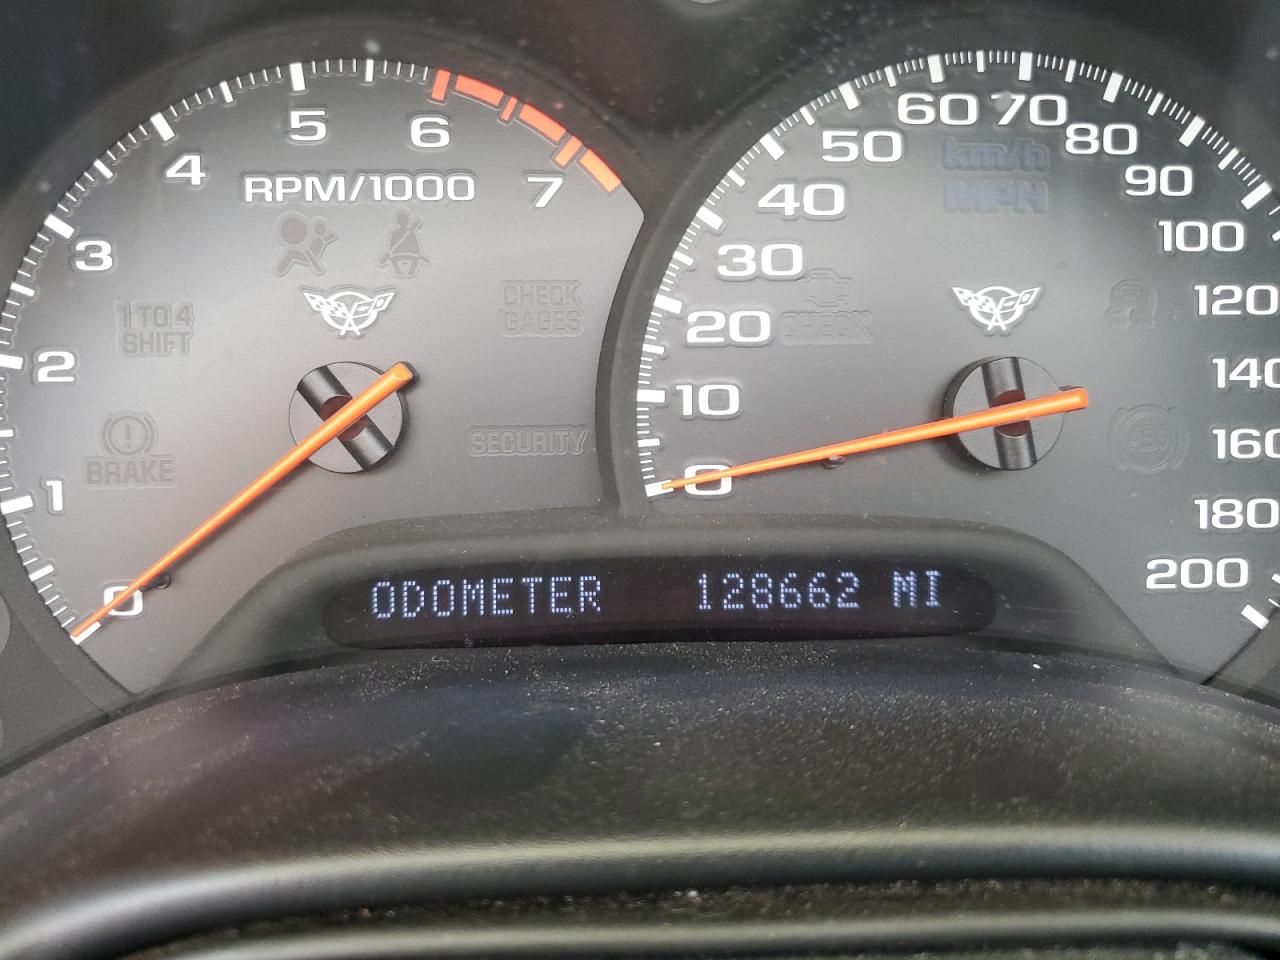 5
6
4
7
RPM/1000
3
1 TO 4
SHIFT
CHECK
GAGES
2
BRAKE
SECURITY
1
0
60
70
50
80
km/h
MPH
40
90
30
100
20
CHECK
120
10
140
0
160
180
200
ODOMETER 128662 MI